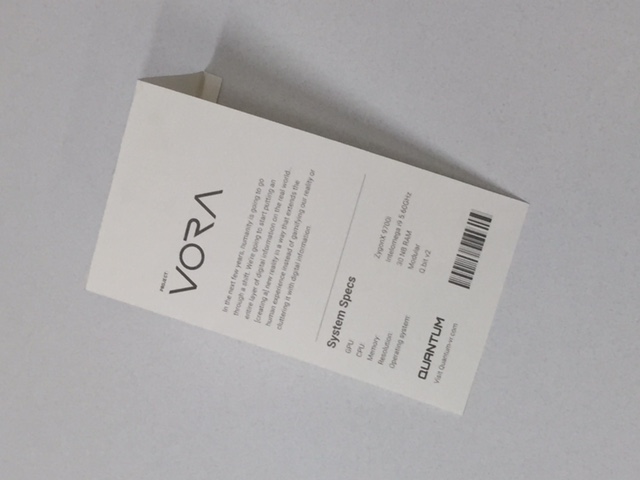 PROJECT:
VORA
In the next few years, humanity is going to go
through a shift. We're going to start putting an
entire layer of digital information on the real world..
[creating a] new reality in a way that extends the
human experience instead of gamifying our reality or
cluttering it with digital information.
System Specs
GPU: ZygonX 9700i
CPU: Intelomega i9 5.60GHz
Memory: 32 NB RAM
Resolution: Modular
Operating system: Q.bit v2
QUANTUM
Visit Quantum-vr.com